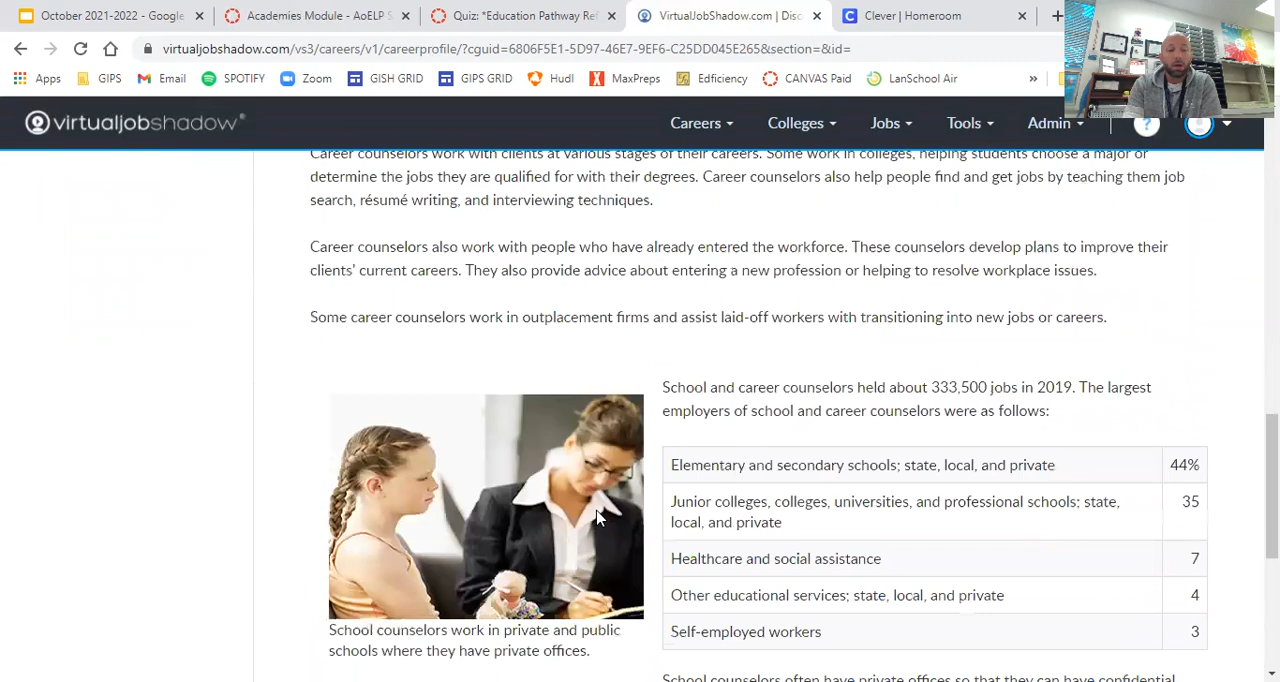 October 2021-2022 - Google
Academies Module - AoELP S
Quiz: *Education Pathway Ref
VirtualJobShadow.com | Disc
Clever | Homeroom
virtualjobshadow.com/vs3/careers/v1/careerprofile/?cguid=6806F5E1-5D97-46E7-9EF6-C25DD045E265&section=&id=
Apps GIPS Email SPOTIFY Zoom GISH GRID GIPS GRID Hudl MaxPreps Edficiency CANVAS Paid LanSchool Air »
virtualjobshadow® Careers Colleges Jobs Tools Admin ?
Career counselors work with clients at various stages of their careers. Some work in colleges, helping students choose a major or
determine the jobs they are qualified for with their degrees. Career counselors also help people find and get jobs by teaching them job
search, résumé writing, and interviewing techniques.
Career counselors also work with people who have already entered the workforce. These counselors develop plans to improve their
clients' current careers. They also provide advice about entering a new profession or helping to resolve workplace issues.
Some career counselors work in outplacement firms and assist laid-off workers with transitioning into new jobs or careers.
School and career counselors held about 333,500 jobs in 2019. The largest
employers of school and career counselors were as follows:
Elementary and secondary schools; state, local, and private 44%
Junior colleges, colleges, universities, and professional schools; state,
local, and private 35
Healthcare and social assistance 7
Other educational services; state, local, and private 4
Self-employed workers 3
School counselors work in private and public
schools where they have private offices.
School counselors often have private offices so that they can have confidential